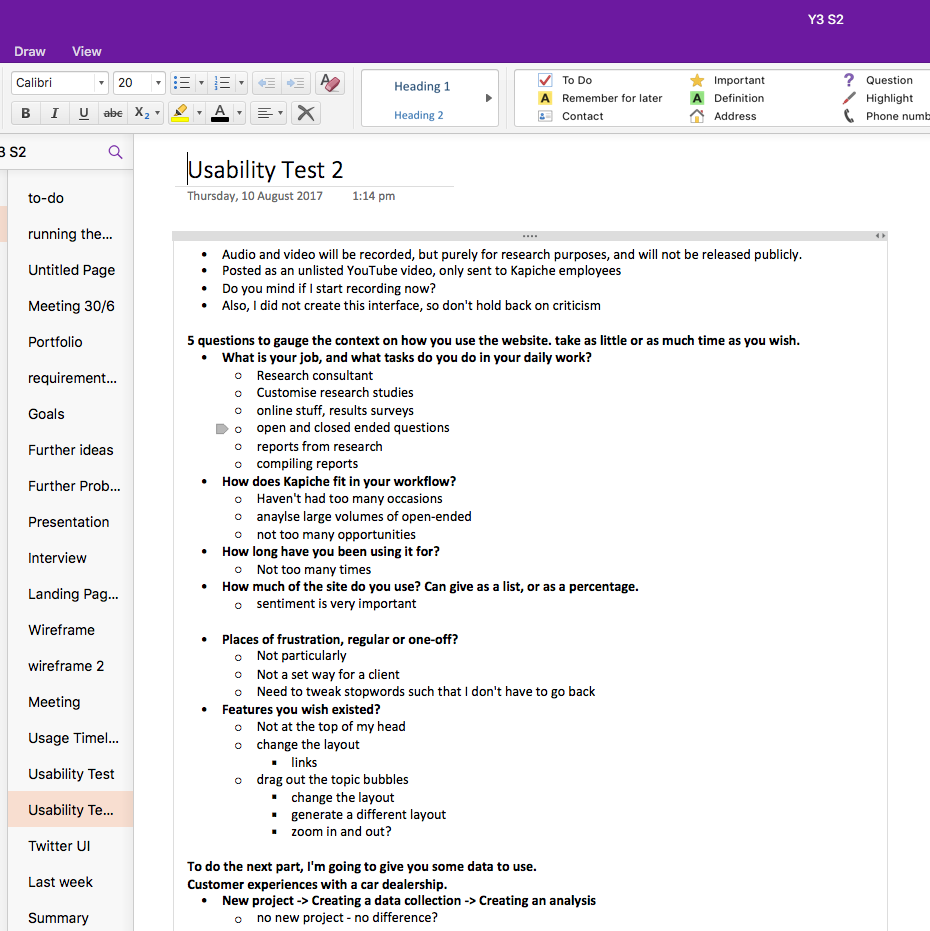 Y3 S2
Draw View
Calibri 20 Heading 1 To Do Important Question
Remember for later Definition Highlight
B I U abc X2 A Heading 2 Contact Address Phone numb
3 S2
to-do
running the...
Untitled Page
Meeting 30/6
Portfolio
requirement...
Goals
Further ideas
Further Prob...
Presentation
Interview
Landing Pag...
Wireframe
wireframe 2
Meeting
Usage Timel...
Usability Test
Usability Te...
Twitter UI
Last week
Summary
Usability Test 2
Thursday, 10 August 2017 1:14 pm
• Audio and video will be recorded, but purely for research purposes, and will not be released publicly.
• Posted as an unlisted YouTube video, only sent to Kapiche employees
• Do you mind if I start recording now?
• Also, I did not create this interface, so don't hold back on criticism
5 questions to gauge the context on how you use the website. take as little or as much time as you wish.
• What is your job, and what tasks do you do in your daily work?
o Research consultant
o Customise research studies
o online stuff, results surveys
o open and closed ended questions
o reports from research
o compiling reports
• How does Kapiche fit in your workflow?
o Haven't had too many occasions
o anaylse large volumes of open-ended
o not too many opportunities
• How long have you been using it for?
o Not too many times
• How much of the site do you use? Can give as a list, or as a percentage.
o sentiment is very important
• Places of frustration, regular or one-off?
o Not particularly
o Not a set way for a client
o Need to tweak stopwords such that I don't have to go back
• Features you wish existed?
o Not at the top of my head
o change the layout
▪ links
o drag out the topic bubbles
▪ change the layout
▪ generate a different layout
▪ zoom in and out?
To do the next part, I'm going to give you some data to use.
Customer experiences with a car dealership.
• New project -> Creating a data collection -> Creating an analysis
o no new project - no difference?